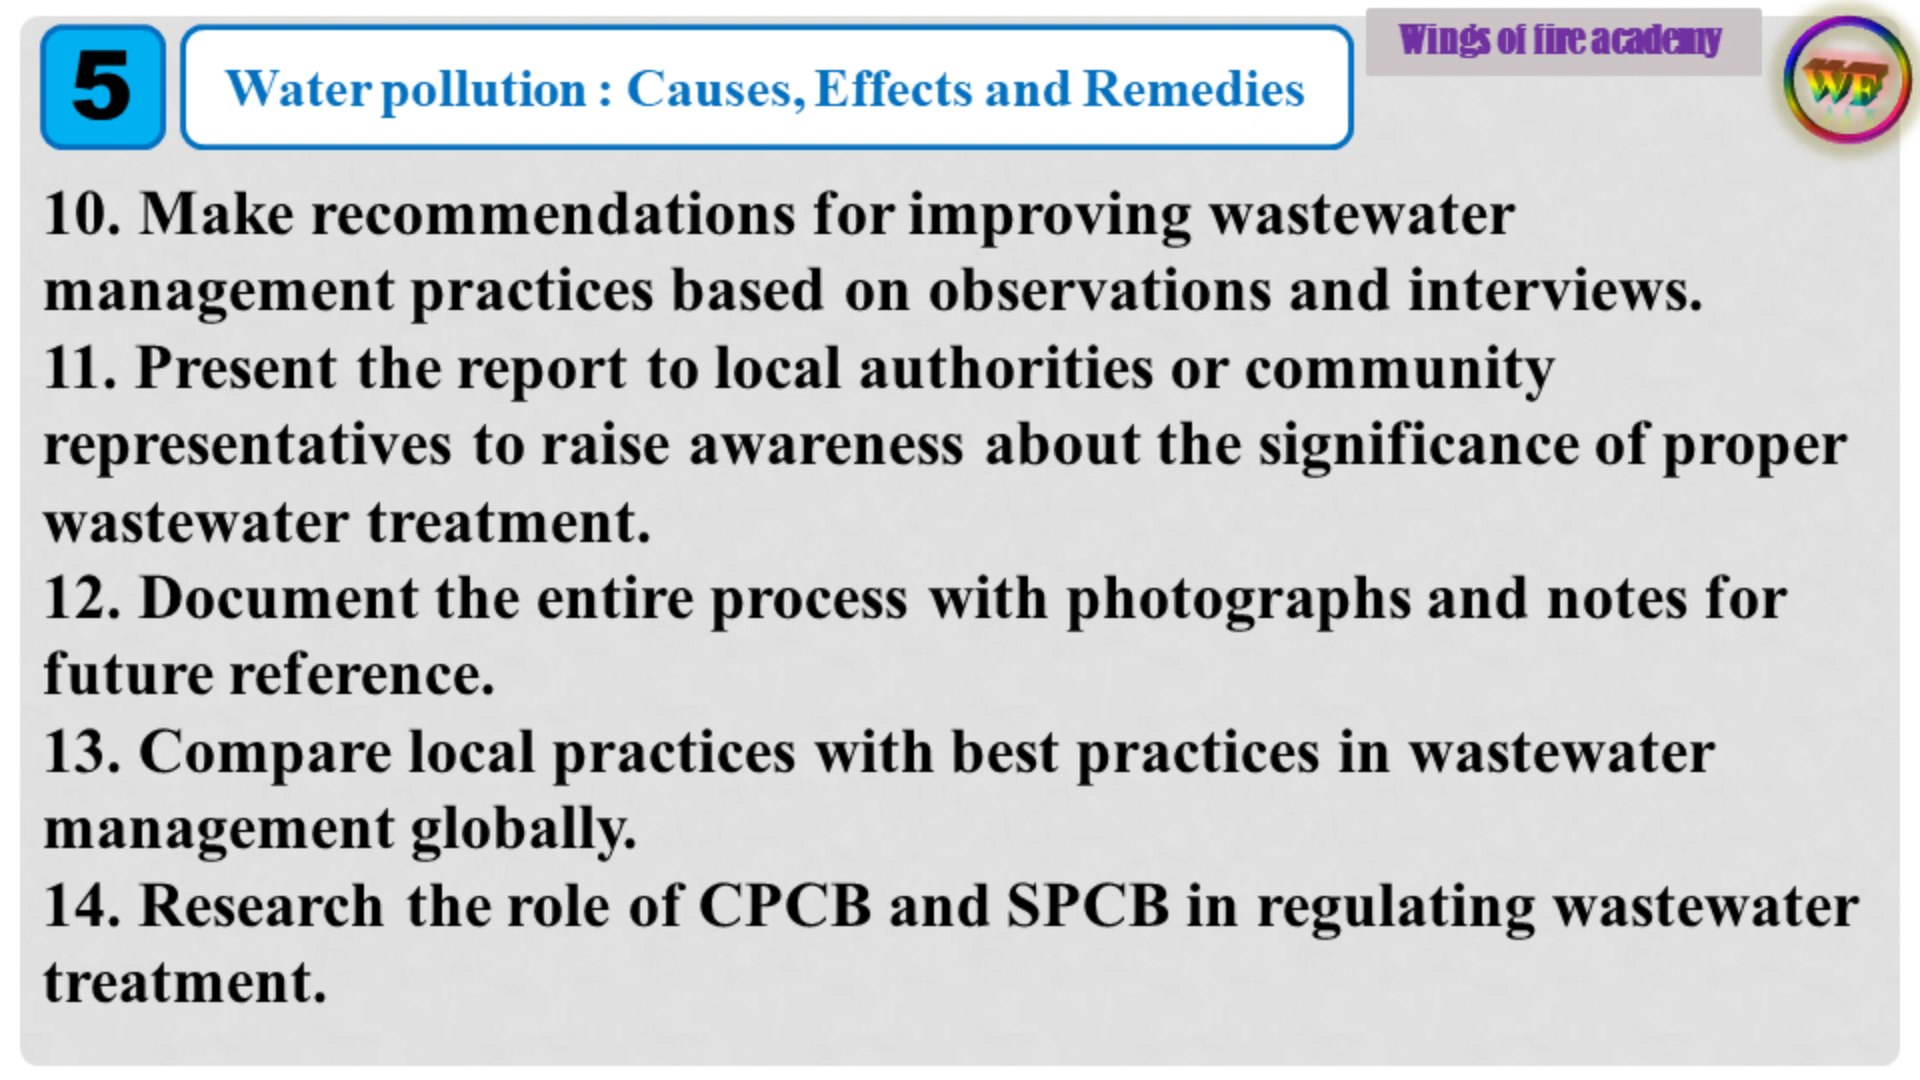 5
Water pollution : Causes, Effects and Remedies
Wings of fire academy
WF
10. Make recommendations for improving wastewater
management practices based on observations and interviews.
11. Present the report to local authorities or community
representatives to raise awareness about the significance of proper
wastewater treatment.
12. Document the entire process with photographs and notes for
future reference.
13. Compare local practices with best practices in wastewater
management globally.
14. Research the role of CPCB and SPCB in regulating wastewater
treatment.